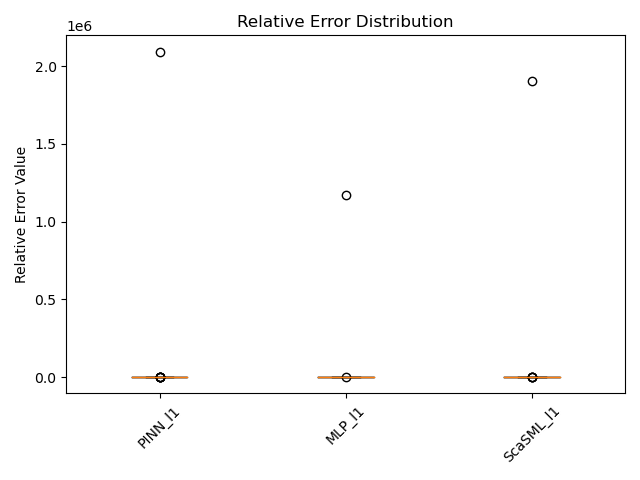 Relative Error Distribution
1e6
2.0
1.5
1.0
0.5
0.0
Relative Error Value
PINN_l1
MLP_l1
ScaSML_l1